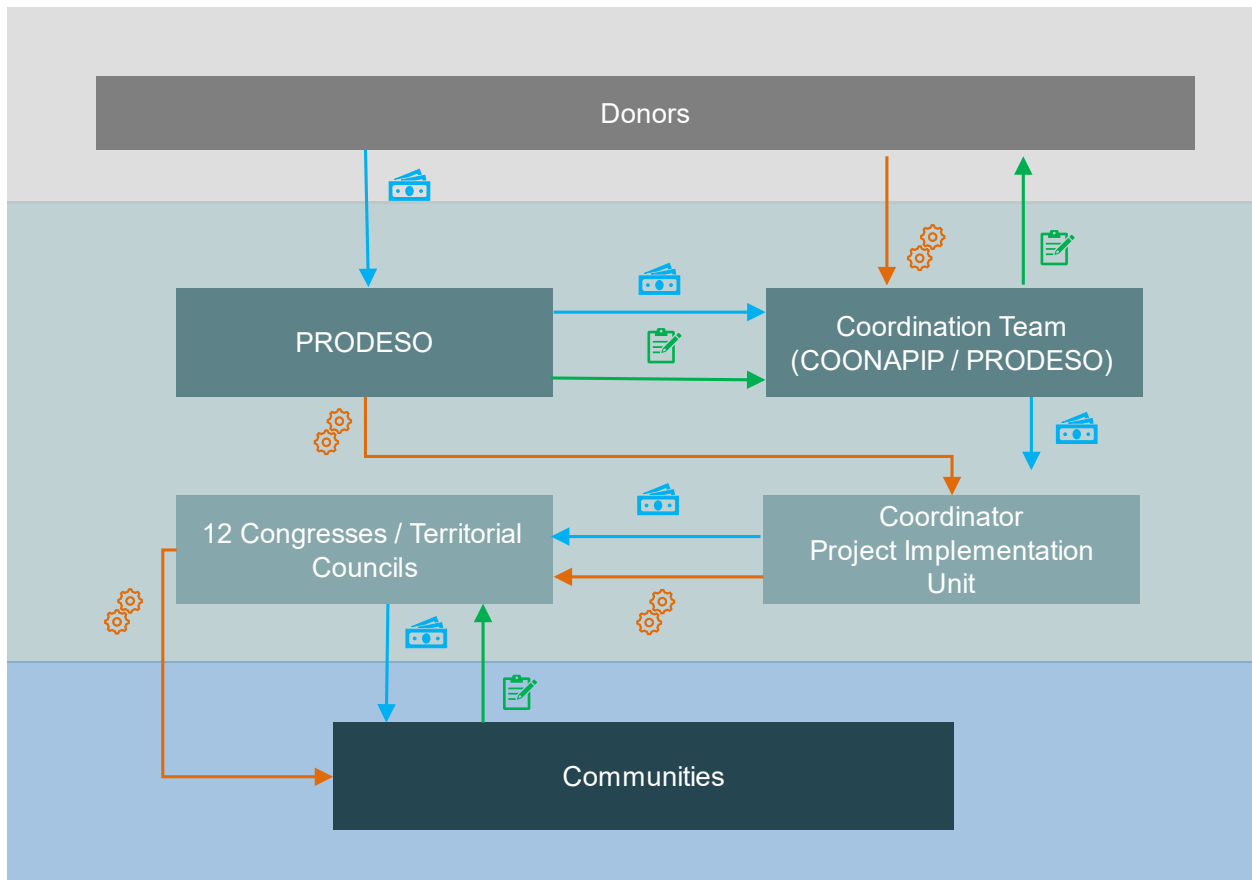 Donors
PRODESO
Coordination Team
(COONAPIP / PRODESO)
12 Congresses / Territorial
Councils
Coordinator
Project Implementation
Unit
Communities